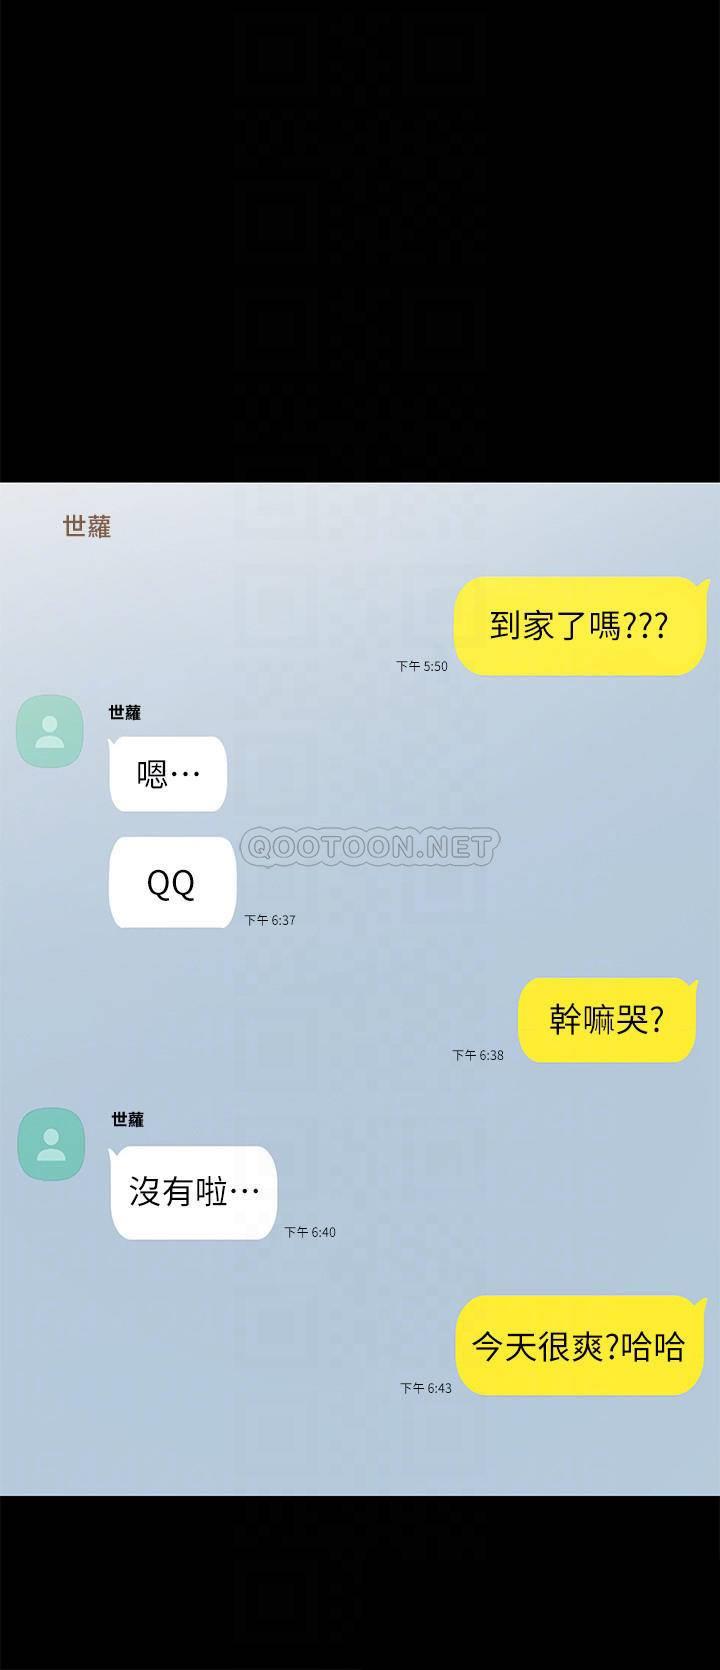 世蘿
到家了嗎???
下午 5:50
世蘿
嗯…
QOOTOON.NET
QQ
下午 6:37
幹嘛哭?
下午 6:38
世蘿
沒有啦…
下午 6:40
今天很爽?哈哈
下午 6:43